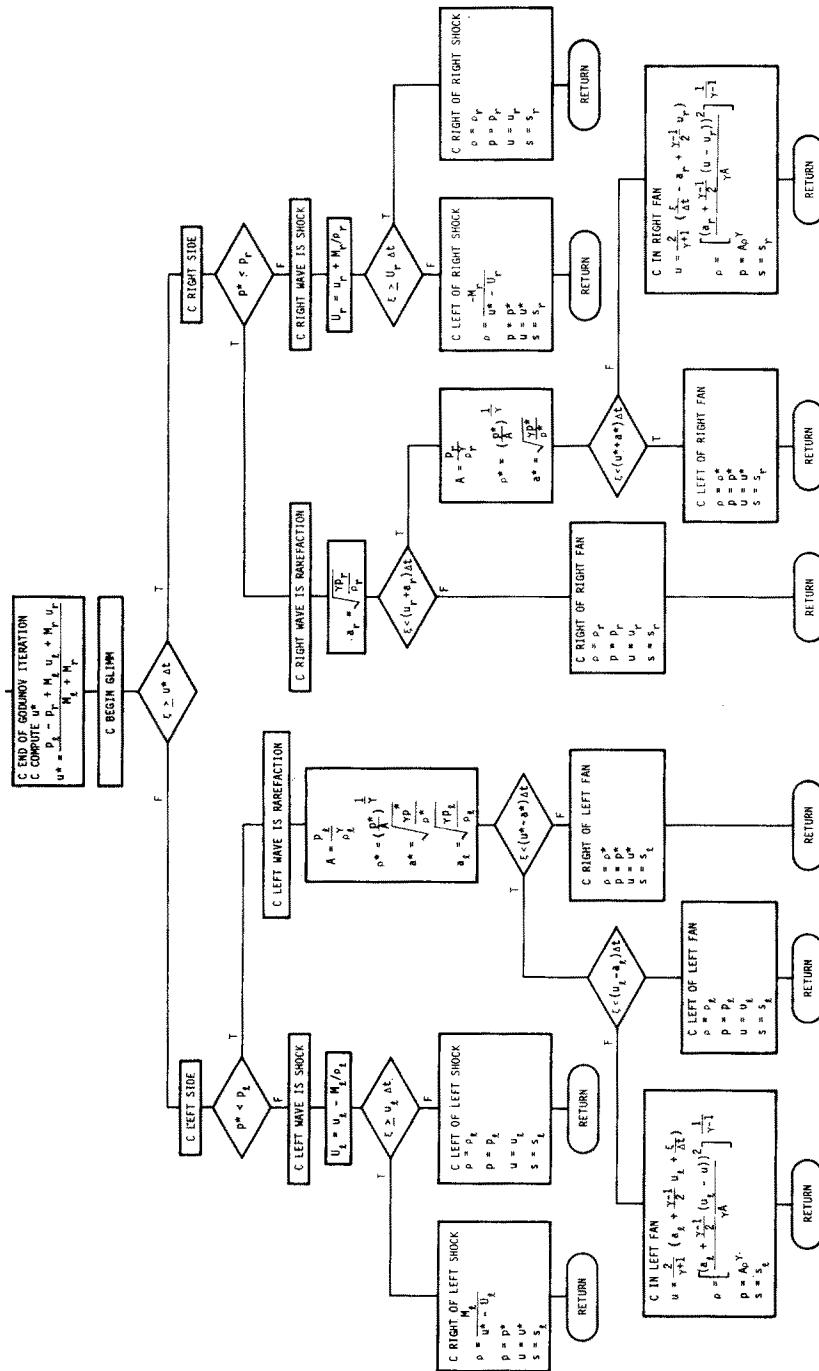 C END OF GODUNOV ITERATION
C COMPUTE u*
u* = (p_ℓ - p_r + M_ℓ u_ℓ + M_r u_r) / (M_ℓ + M_r)
C BEGIN GLIMM
ξ ≥ u* Δt
F
T
C LEFT SIDE
p* < p_ℓ
T
F
C LEFT WAVE IS SHOCK
U_ℓ = u_ℓ - M_ℓ/ρ_ℓ
ξ ≥ U_ℓ Δt
T
F
C RIGHT OF LEFT SHOCK
ρ = M_ℓ / (u* - U_ℓ)
p = p*
u = u*
s = s_ℓ
RETURN
C LEFT OF LEFT SHOCK
ρ = ρ_ℓ
p = p_ℓ
u = u_ℓ
s = s_ℓ
RETURN
C LEFT WAVE IS RAREFACTION
A = p_ℓ / ρ_ℓ^γ
ρ* = (p*/A)^(1/γ)
a* = √(γp*/ρ*)
a_ℓ = √(γp_ℓ/ρ_ℓ)
ξ<(u*-a*)Δt
T
F
ξ<(u_ℓ-a_ℓ)Δt
F
T
C IN LEFT FAN
u = 2/(γ+1) (a_ℓ + (γ-1)/2 u_ℓ + ξ/Δt)
ρ = [(a_ℓ + (γ-1)/2 (u_ℓ - u))² / γA]^(1/(γ-1))
p = Aρ^γ
s = s_ℓ
RETURN
C LEFT OF LEFT FAN
ρ = ρ_ℓ
p = p_ℓ
u = u_ℓ
s = s_ℓ
RETURN
C RIGHT OF LEFT FAN
ρ = ρ*
p = p*
u = u*
s = s_ℓ
RETURN
C RIGHT SIDE
p* < p_r
T
F
C RIGHT WAVE IS RAREFACTION
a_r = √(γp_r/ρ_r)
ξ<(u_r+a_r)Δt
T
F
C RIGHT OF RIGHT FAN
ρ = ρ_r
p = p_r
u = u_r
s = s_r
RETURN
A = p_r / ρ_r^γ
ρ* = (p*/A)^(1/γ)
a* = √(γp*/ρ*)
ξ<(u*+a*)Δt
T
F
C LEFT OF RIGHT FAN
ρ = ρ*
p = p*
u = u*
s = s_r
RETURN
C IN RIGHT FAN
u = 2/(γ+1) (ξ/Δt - a_r + (γ-1)/2 u_r)
ρ = [(a_r + (γ-1)/2 (u - u_r))² / γA]^(1/(γ-1))
p = Aρ^γ
s = s_r
RETURN
C RIGHT WAVE IS SHOCK
U_r = u_r + M_r/ρ_r
ξ ≥ U_r Δt
T
F
C LEFT OF RIGHT SHOCK
ρ = -M_r / (u* - U_r)
p = p*
u = u*
s = s_r
RETURN
C RIGHT OF RIGHT SHOCK
ρ = ρ_r
p = p_r
u = u_r
s = s_r
RETURN